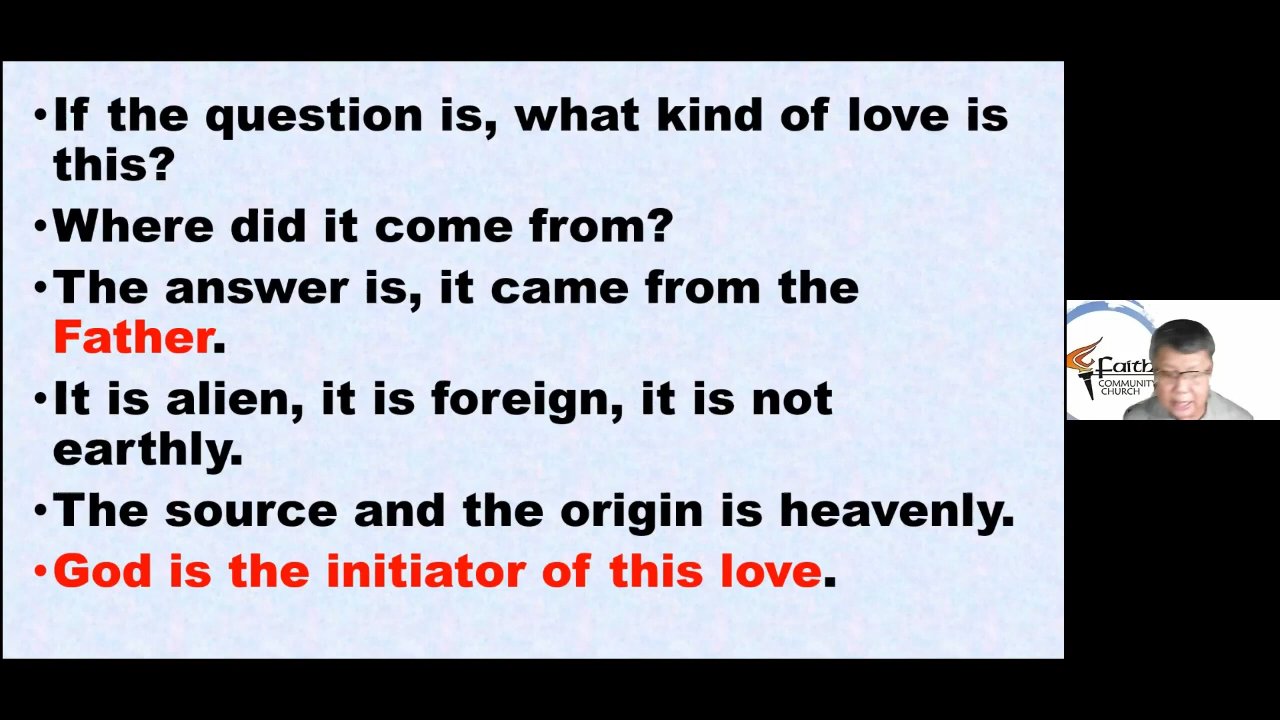 •If the question is, what kind of love is
this?
•Where did it come from?
•The answer is, it came from the
Father.
•It is alien, it is foreign, it is not
earthly.
•The source and the origin is heavenly.
•God is the initiator of this love.
Faith
COMMUNITY
CHURCH